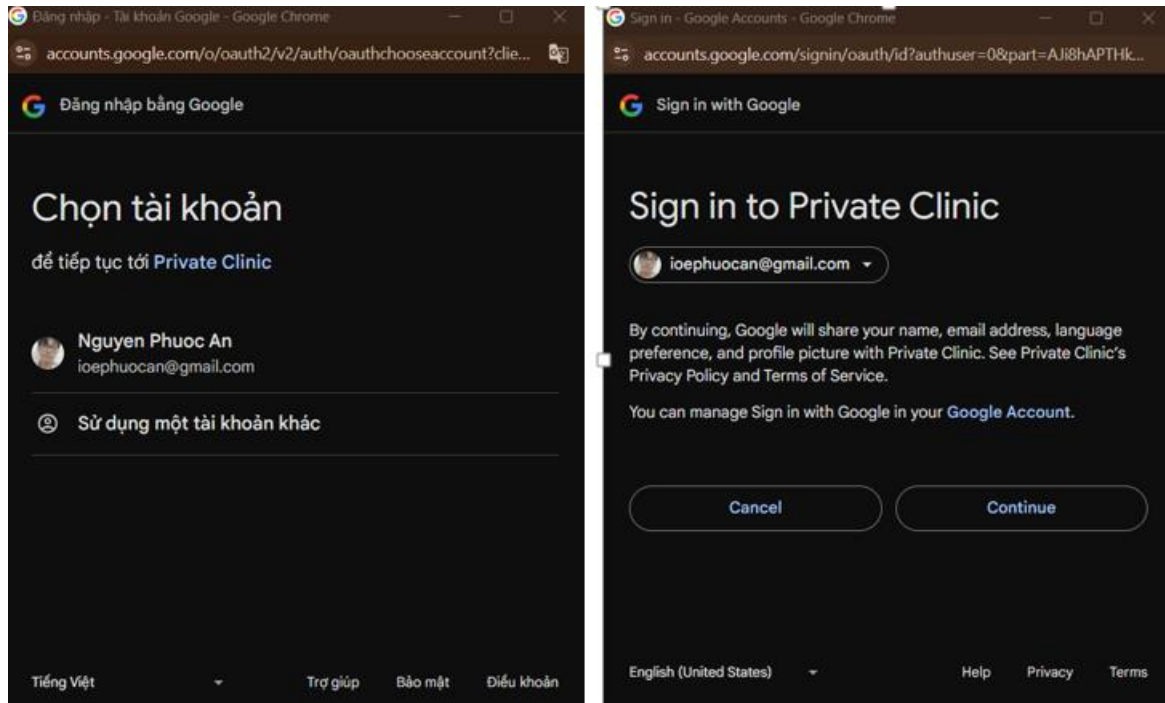 Đăng nhập - Tài khoản Google - Google Chrome
accounts.google.com/o/oauth2/v2/auth/oauthchooseaccount?clie...
Đăng nhập bằng Google
Chọn tài khoản
để tiếp tục tới Private Clinic
Nguyen Phuoc An
ioephuocan@gmail.com
Sử dụng một tài khoản khác
Tiếng Việt
Trợ giúp Bảo mật Điều khoản
Sign in - Google Accounts - Google Chrome
accounts.google.com/signin/oauth/id?authuser=0&part=AJi8hAPTHk...
Sign in with Google
Sign in to Private Clinic
ioephuocan@gmail.com
By continuing, Google will share your name, email address, language
preference, and profile picture with Private Clinic. See Private Clinic's
Privacy Policy and Terms of Service.
You can manage Sign in with Google in your Google Account.
Cancel Continue
English (United States)
Help Privacy Terms